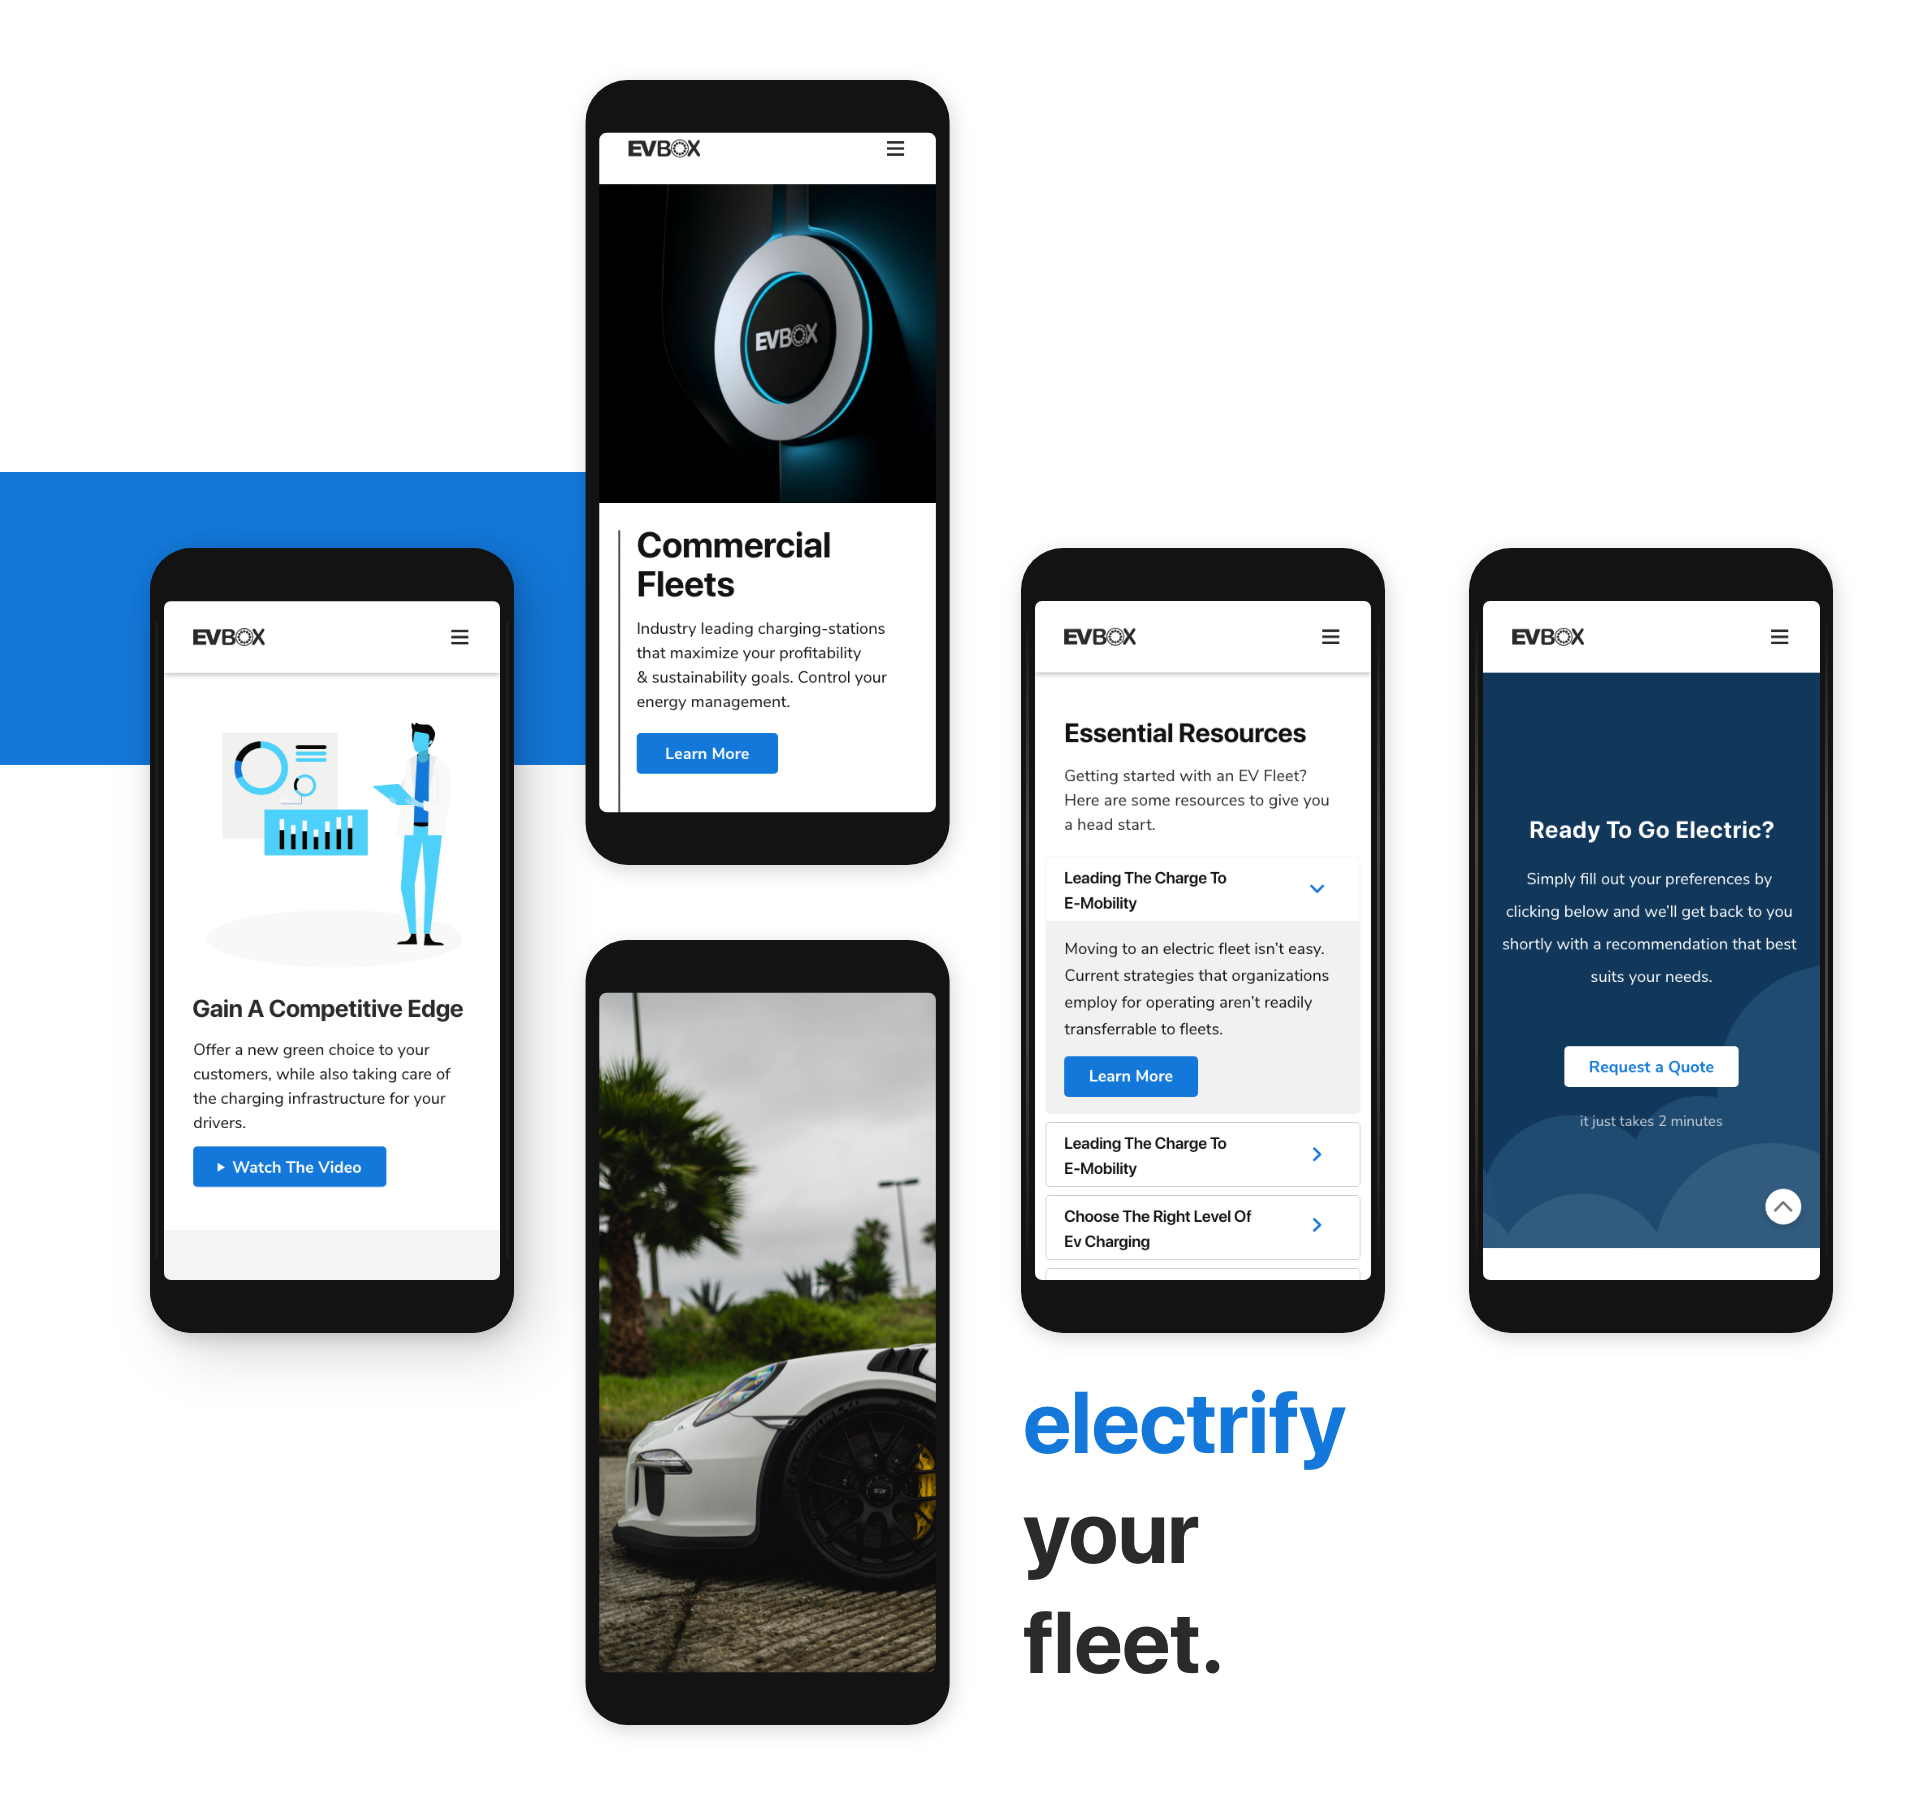 EVBOX
EVBOX
Commercial
Fleets
Industry leading charging-stations
that maximize your profitability
& sustainability goals. Control your
energy management.
Learn More
EVBOX
Gain A Competitive Edge
Offer a new green choice to your
customers, while also taking care of
the charging infrastructure for your
drivers.
Watch The Video
EVBOX
Essential Resources
Getting started with an EV Fleet?
Here are some resources to give you
a head start.
Leading The Charge To
E-Mobility
Moving to an electric fleet isn't easy.
Current strategies that organizations
employ for operating aren't readily
transferrable to fleets.
Learn More
Leading The Charge To
E-Mobility
Choose The Right Level Of
Ev Charging
EVBOX
Ready To Go Electric?
Simply fill out your preferences by
clicking below and we'll get back to you
shortly with a recommendation that best
suits your needs.
Request a Quote
it just takes 2 minutes
electrify
your
fleet.